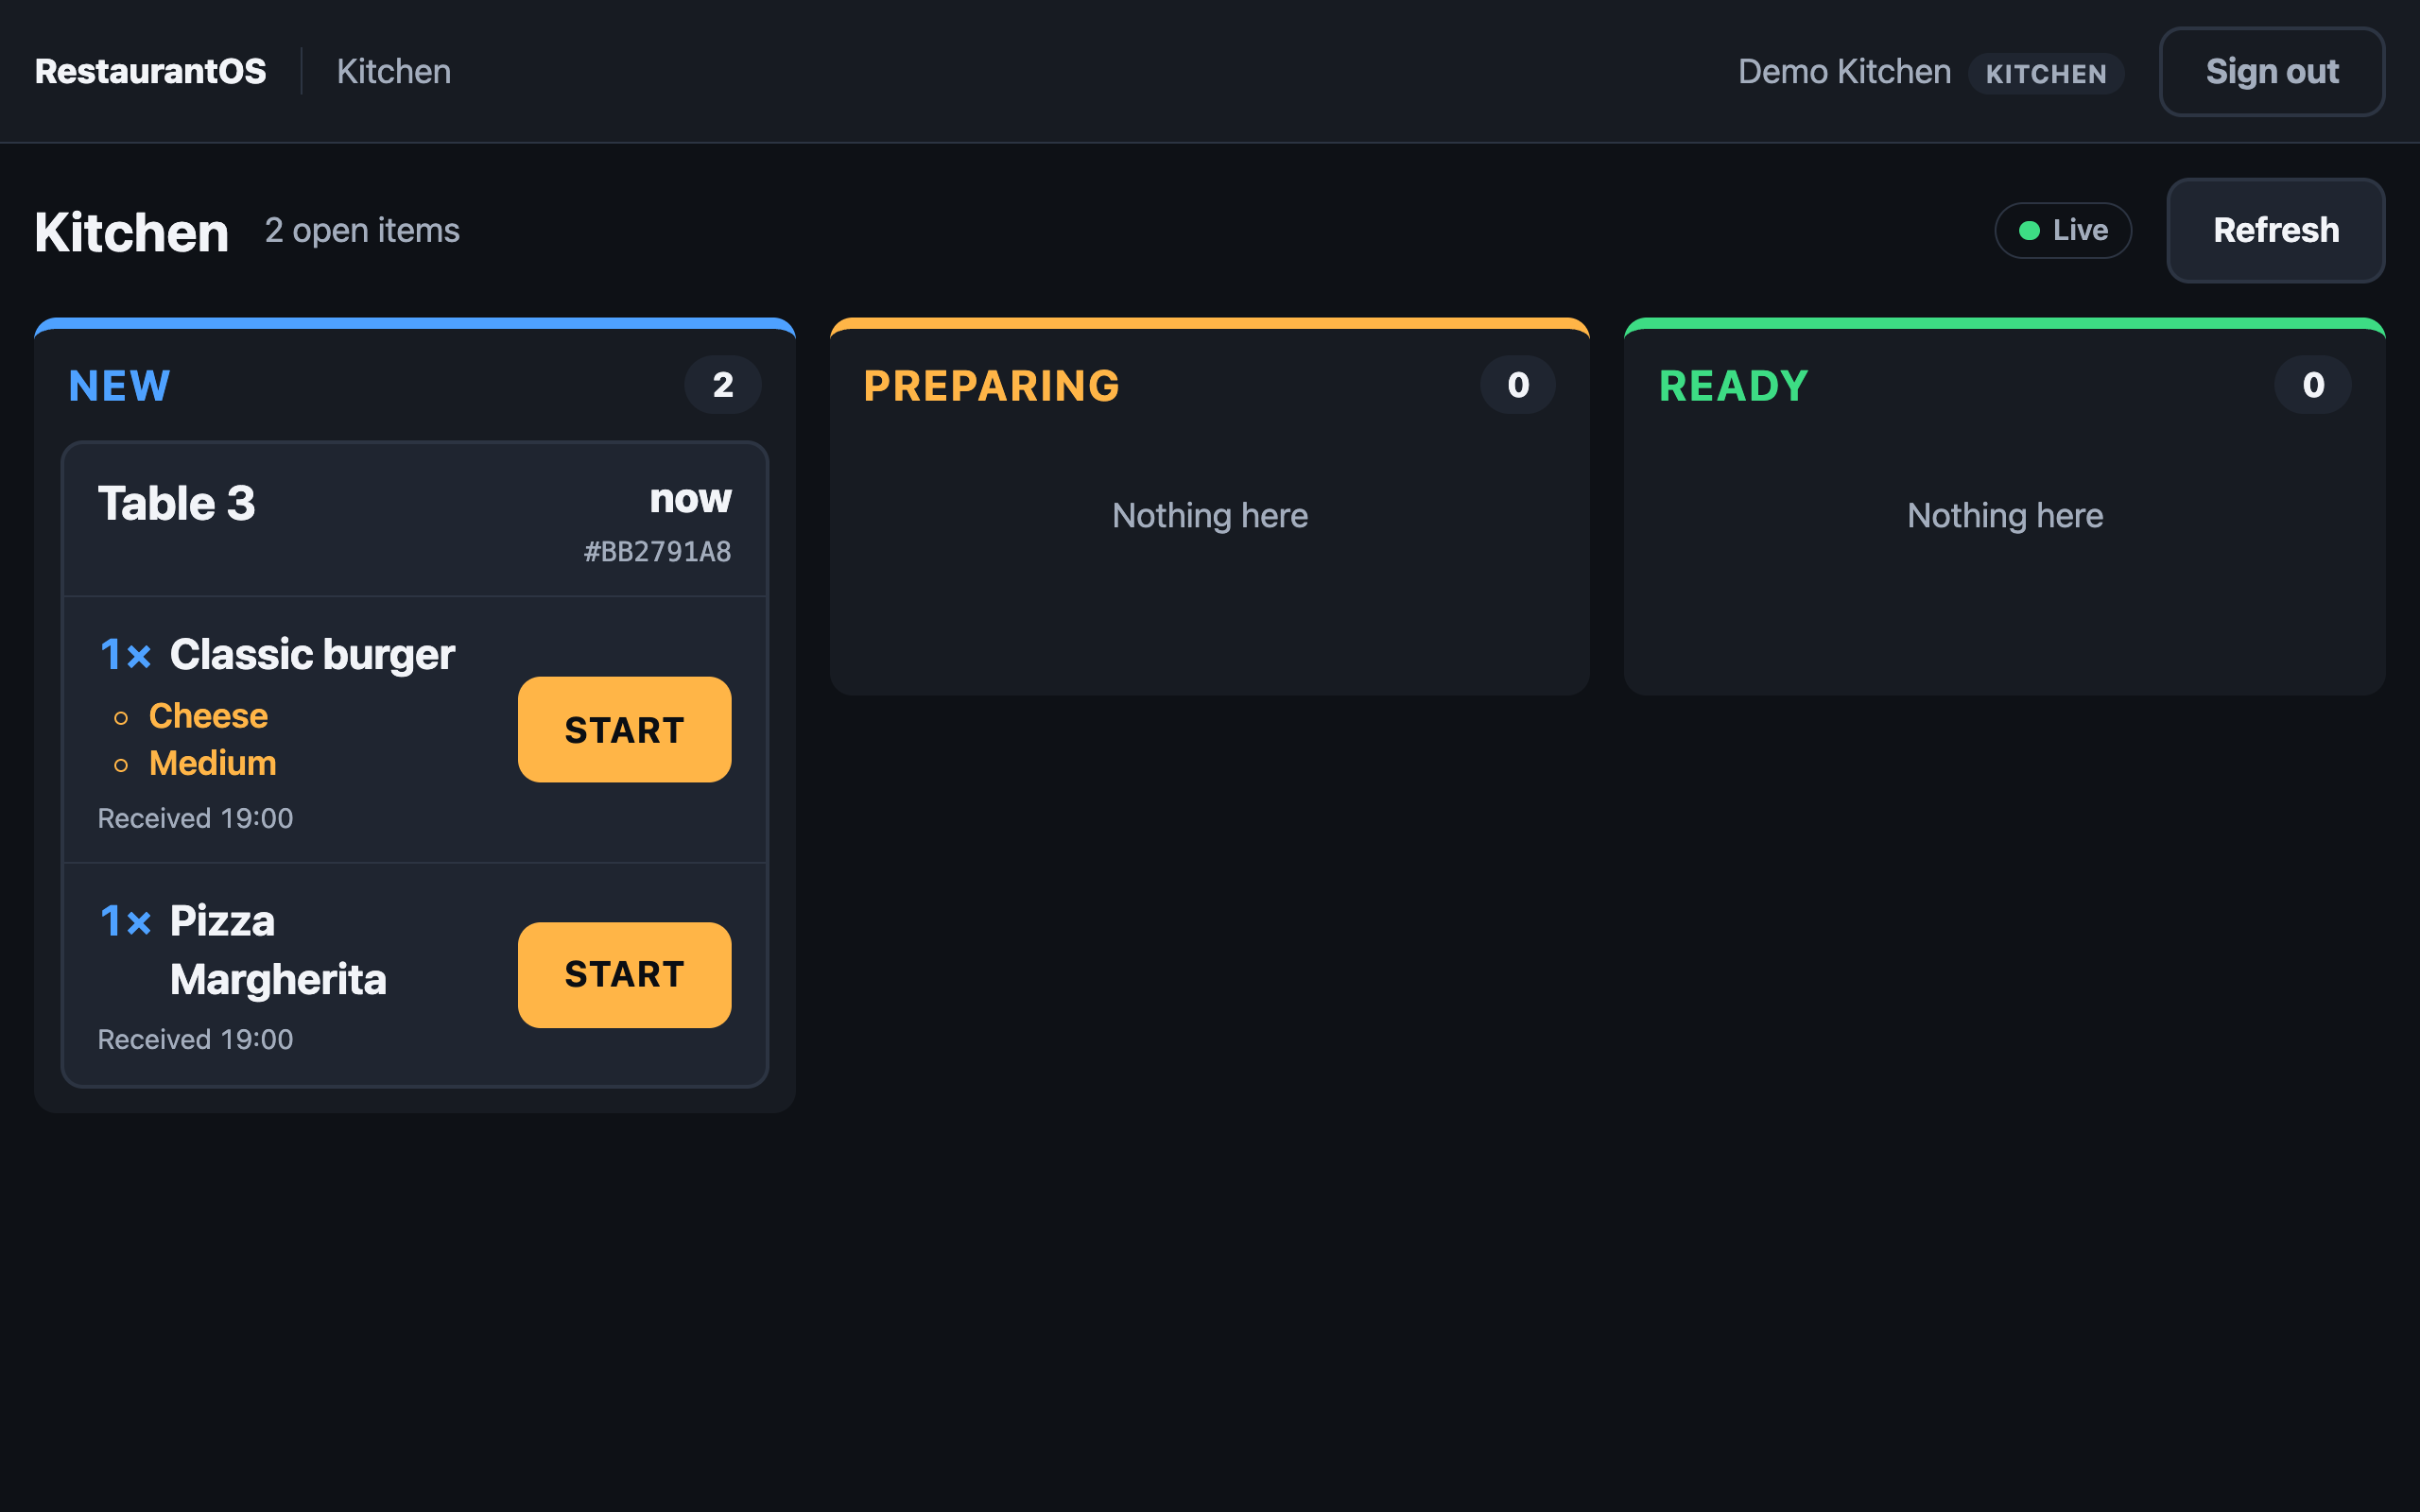 RestaurantOS
Kitchen
Demo Kitchen
KITCHEN
Sign out
Kitchen
2 open items
Live
Refresh
NEW
2
Table 3
now
#BB2791A8
1× Classic burger
Cheese
Medium
Received 19:00
START
1× Pizza
Margherita
Received 19:00
START
PREPARING
0
Nothing here
READY
0
Nothing here